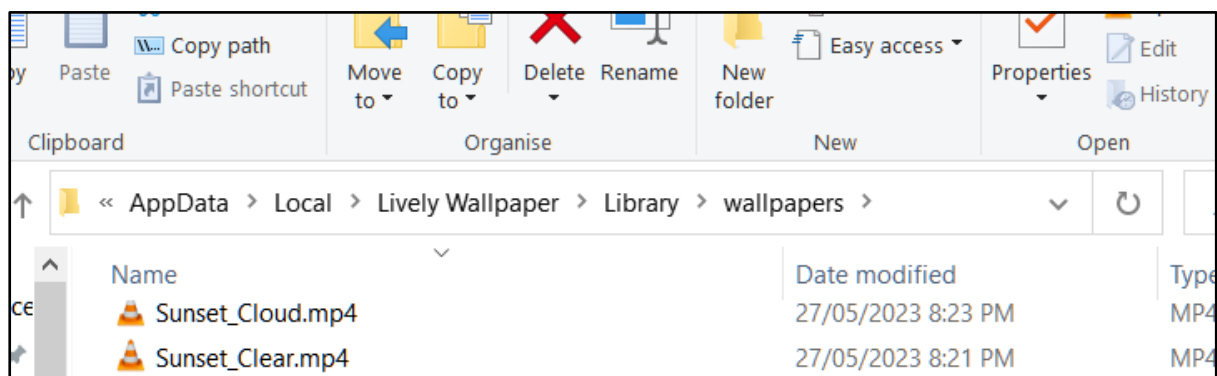 Copy path
Paste
Paste shortcut
Move to
Copy to
Delete
Rename
New folder
Easy access
Properties
Edit
History
Clipboard
Organise
New
Open
« AppData > Local > Lively Wallpaper > Library > wallpapers >
Name Date modified
Sunset_Cloud.mp4 27/05/2023 8:23 PM MP4
Sunset_Clear.mp4 27/05/2023 8:21 PM MP4